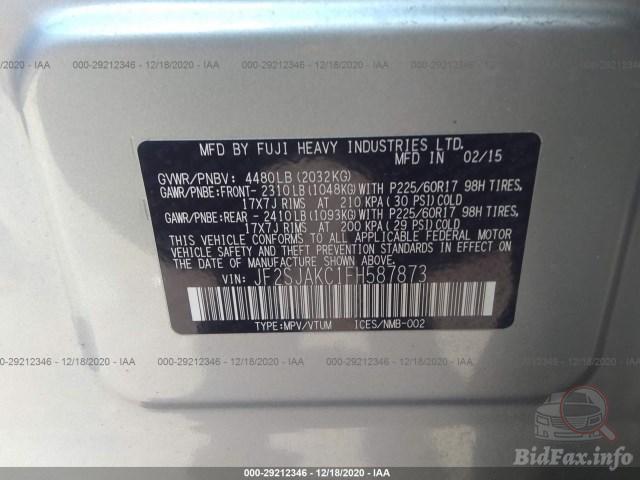 000-29212346 - 12/18/2020 - IAA
MFD BY FUJI HEAVY INDUSTRIES LTD.
MFD IN 02/15
GVWR/PNBV: 4480LB (2032KG)
GAWR/PNBE:FRONT- 2310LB(1048KG)WITH P225/60R17 98H TIRES,
17X7J RIMS AT 210 KPA(30 PSI)COLD
GAWR/PNBE:REAR - 2410LB(1093KG)WITH P225/60R17 98H TIRES,
17X7J RIMS AT 200 KPA(29 PSI)COLD
THIS VEHICLE CONFORMS TO ALL APPLICABLE FEDERAL MOTOR
VEHICLE SAFETY AND THEFT PREVENTION STANDARDS IN EFFECT ON
THE DATE OF MANUFACTURE SHOWN ABOVE.
VIN: JF2SJAKC1FH587873
TYPE:MPV/VTUM ICES/NMB-002
000-29212346 - 12/18/2020 - IAA
BidFax.info